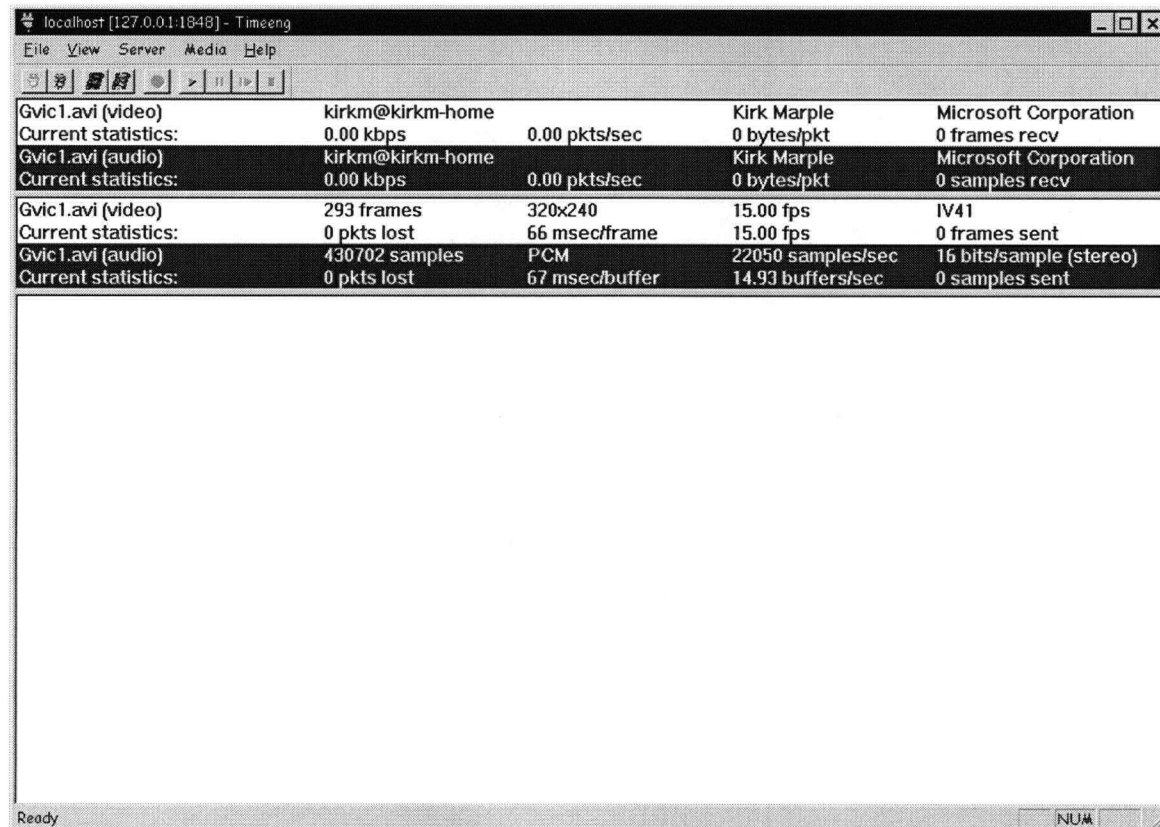 localhost [127.0.0.1:1848] - Timeeng
File View Server Media Help
Gvic1.avi (video) kirkm@kirkm-home Kirk Marple Microsoft Corporation
Current statistics: 0.00 kbps 0.00 pkts/sec 0 bytes/pkt 0 frames recv
Gvic1.avi (audio) kirkm@kirkm-home Kirk Marple Microsoft Corporation
Current statistics: 0.00 kbps 0.00 pkts/sec 0 bytes/pkt 0 samples recv
Gvic1.avi (video) 293 frames 320x240 15.00 fps IV41
Current statistics: 0 pkts lost 66 msec/frame 15.00 fps 0 frames sent
Gvic1.avi (audio) 430702 samples PCM 22050 samples/sec 16 bits/sample (stereo)
Current statistics: 0 pkts lost 67 msec/buffer 14.93 buffers/sec 0 samples sent
Ready NUM